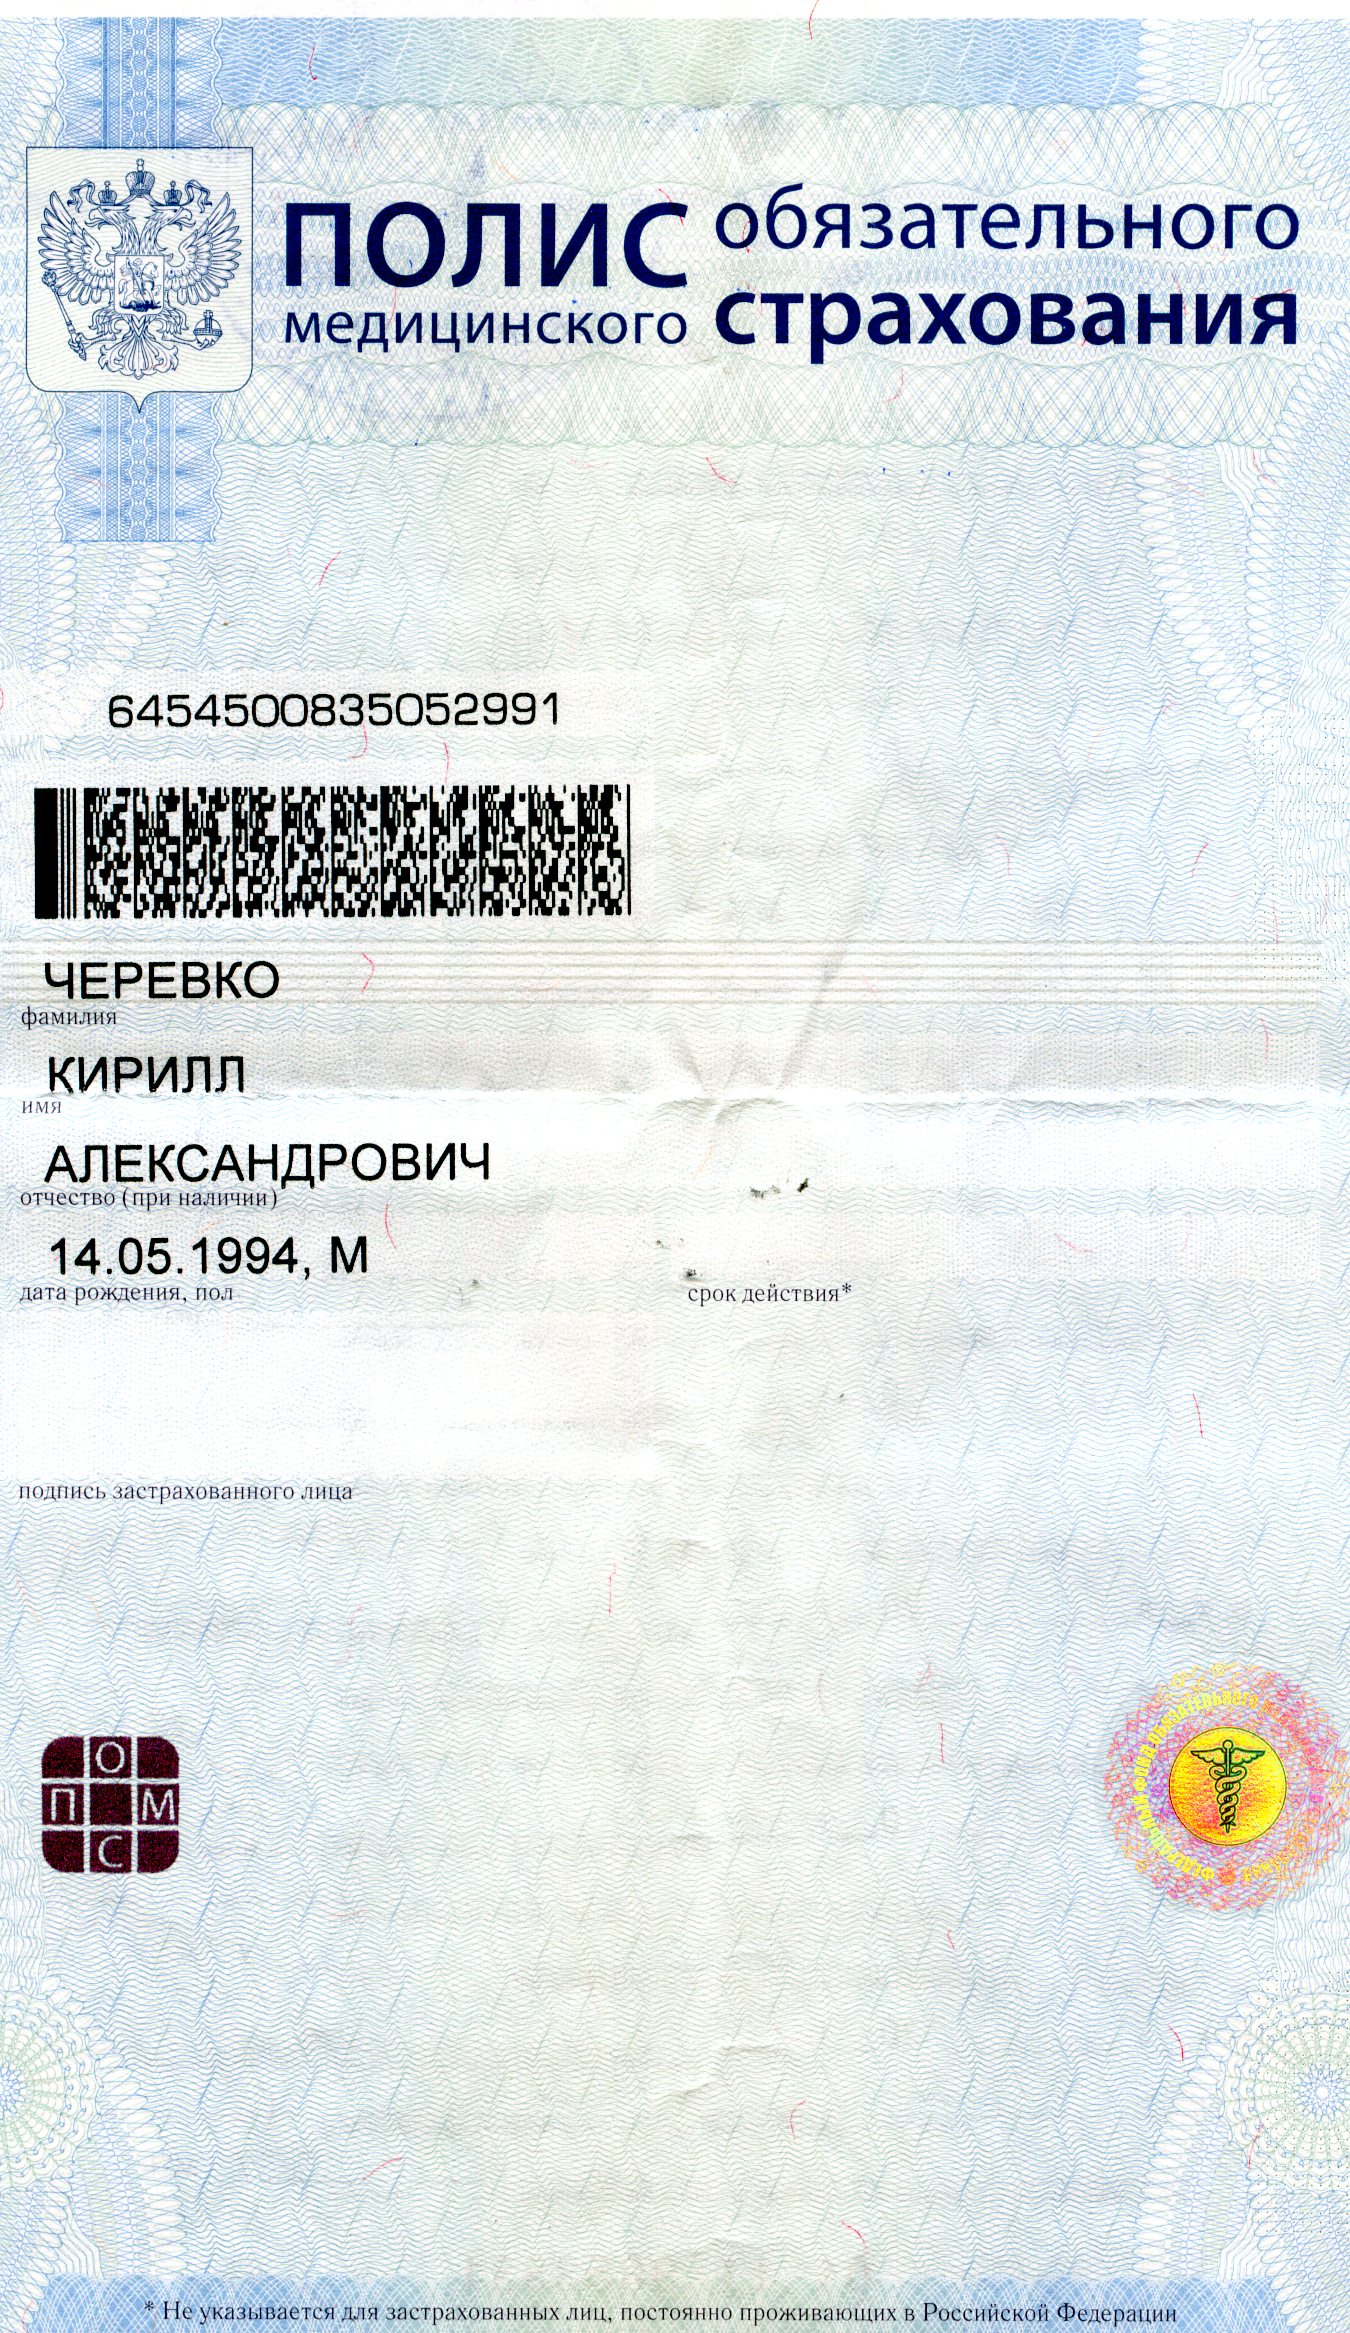 ПОЛИС обязательного
медицинского страхования
6454500835052991
ЧЕРЕВКО
фамилия
КИРИЛЛ
имя
АЛЕКСАНДРОВИЧ
отчество (при наличии)
14.05.1994, М
дата рождения, пол
срок действия*
подпись застрахованного лица
О
П М
С
ФЕДЕРАЛЬНЫЙ ФОНД ОБЯЗАТЕЛЬНОГО
* Не указывается для застрахованных лиц, постоянно проживающих в Российской Федерации